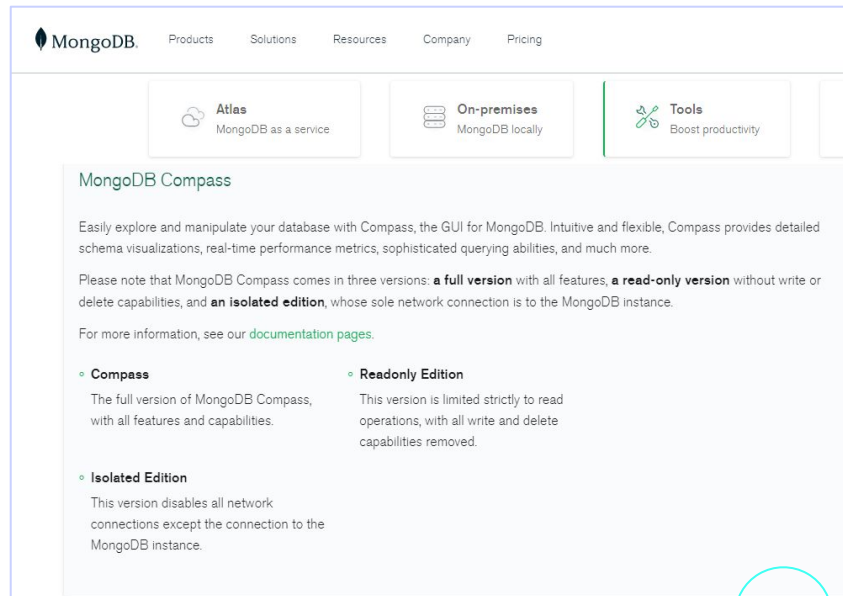 MongoDB. Products Solutions Resources Company Pricing
Atlas
MongoDB as a service
On-premises
MongoDB locally
Tools
Boost productivity
MongoDB Compass
Easily explore and manipulate your database with Compass, the GUI for MongoDB. Intuitive and flexible, Compass provides detailed
schema visualizations, real-time performance metrics, sophisticated querying abilities, and much more.
Please note that MongoDB Compass comes in three versions: a full version with all features, a read-only version without write or
delete capabilities, and an isolated edition, whose sole network connection is to the MongoDB instance.
For more information, see our documentation pages.
Compass
The full version of MongoDB Compass,
with all features and capabilities.
Readonly Edition
This version is limited strictly to read
operations, with all write and delete
capabilities removed.
Isolated Edition
This version disables all network
connections except the connection to the
MongoDB instance.